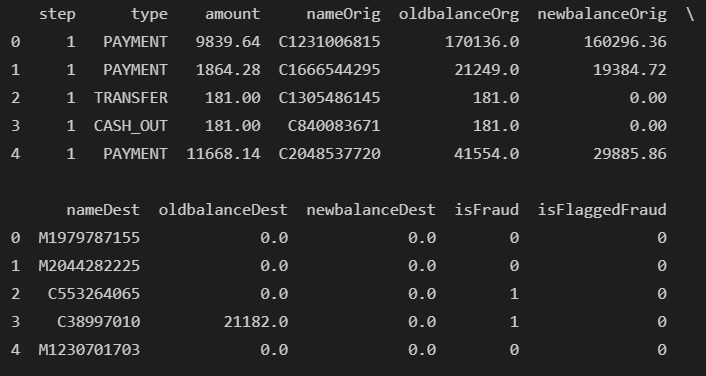 step type amount nameOrig oldbalanceOrg newbalanceOrig \
0 1 PAYMENT 9839.64 C1231006815 170136.0 160296.36
1 1 PAYMENT 1864.28 C1666544295 21249.0 19384.72
2 1 TRANSFER 181.00 C1305486145 181.0 0.00
3 1 CASH_OUT 181.00 C840083671 181.0 0.00
4 1 PAYMENT 11668.14 C2048537720 41554.0 29885.86
nameDest oldbalanceDest newbalanceDest isFraud isFlaggedFraud
0 M1979787155 0.0 0.0 0 0
1 M2044282225 0.0 0.0 0 0
2 C553264065 0.0 0.0 1 0
3 C38997010 21182.0 0.0 1 0
4 M1230701703 0.0 0.0 0 0